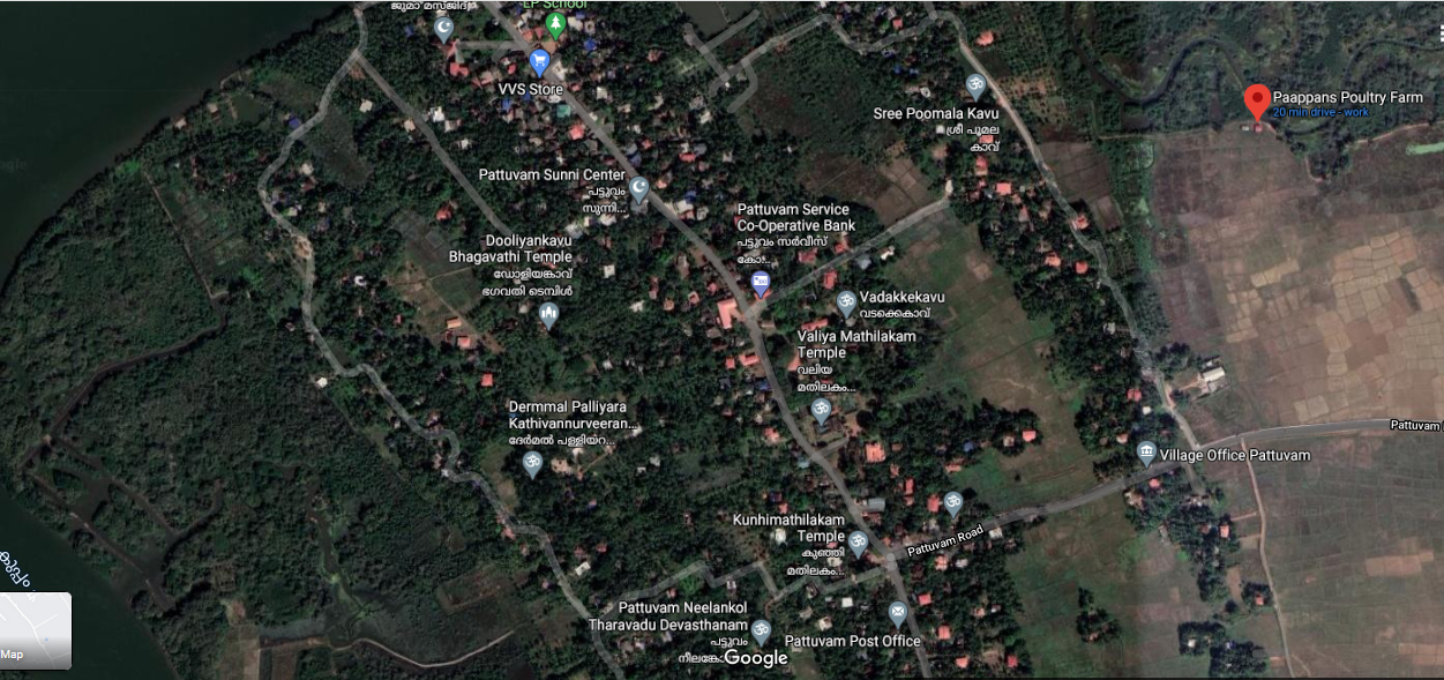 ജുമാ മസ്ജിദ്
LP School
VVS Store
Paappans Poultry Farm
20 min drive - work
Sree Poomala Kavu
ശ്രീ പൂമല
കാവ്
Pattuvam Sunni Center
പട്ടുവം
സുന്നി...
Pattuvam Service
Co-Operative Bank
പട്ടുവം സർവീസ്
കോ...
Dooliyankavu
Bhagavathi Temple
ഡോളിയങ്കാവ്
ഭഗവതി ടെമ്പിൾ
Vadakkekavu
വടക്കെകാവ്
Valiya Mathilakam
Temple
വലിയ
മതിലകം...
Dermmal Palliyara
Kathivannurveeran...
ദേർമൽ പള്ളിയറ...
Pattuvam
Village Office Pattuvam
Kunhimathilakam
Temple
കുഞ്ഞി
മതിലകം...
Pattuvam Road
കുപ്പം
Pattuvam Neelankol
Tharavadu Devasthanam
പട്ടുവം
നീലങ്കോ...
Pattuvam Post Office
Google
Map